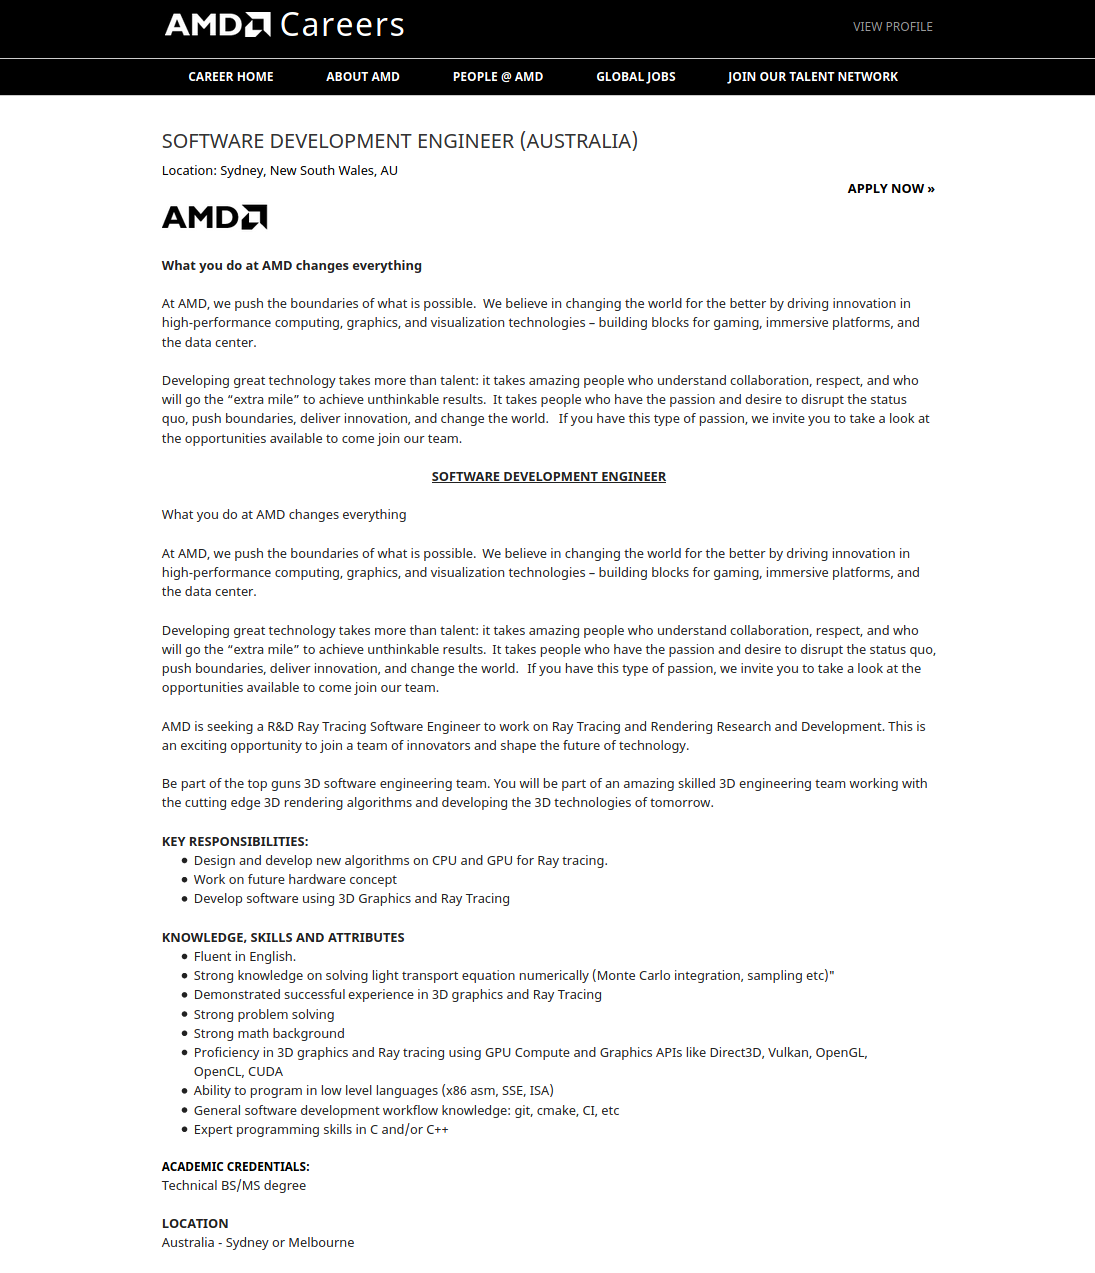 AMD Careers
VIEW PROFILE
CAREER HOME ABOUT AMD PEOPLE @ AMD GLOBAL JOBS JOIN OUR TALENT NETWORK
SOFTWARE DEVELOPMENT ENGINEER (AUSTRALIA)
Location: Sydney, New South Wales, AU
APPLY NOW »
AMD
What you do at AMD changes everything
At AMD, we push the boundaries of what is possible.  We believe in changing the world for the better by driving innovation in
high-performance computing, graphics, and visualization technologies – building blocks for gaming, immersive platforms, and
the data center.
Developing great technology takes more than talent: it takes amazing people who understand collaboration, respect, and who
will go the “extra mile” to achieve unthinkable results.  It takes people who have the passion and desire to disrupt the status
quo, push boundaries, deliver innovation, and change the world.   If you have this type of passion, we invite you to take a look at
the opportunities available to come join our team.
SOFTWARE DEVELOPMENT ENGINEER
What you do at AMD changes everything
At AMD, we push the boundaries of what is possible.  We believe in changing the world for the better by driving innovation in
high-performance computing, graphics, and visualization technologies – building blocks for gaming, immersive platforms, and
the data center.
Developing great technology takes more than talent: it takes amazing people who understand collaboration, respect, and who
will go the “extra mile” to achieve unthinkable results.  It takes people who have the passion and desire to disrupt the status quo,
push boundaries, deliver innovation, and change the world.   If you have this type of passion, we invite you to take a look at the
opportunities available to come join our team.
AMD is seeking a R&D Ray Tracing Software Engineer to work on Ray Tracing and Rendering Research and Development. This is
an exciting opportunity to join a team of innovators and shape the future of technology.
Be part of the top guns 3D software engineering team. You will be part of an amazing skilled 3D engineering team working with
the cutting edge 3D rendering algorithms and developing the 3D technologies of tomorrow.
KEY RESPONSIBILITIES:
• Design and develop new algorithms on CPU and GPU for Ray tracing.
• Work on future hardware concept
• Develop software using 3D Graphics and Ray Tracing
KNOWLEDGE, SKILLS AND ATTRIBUTES
• Fluent in English.
• Strong knowledge on solving light transport equation numerically (Monte Carlo integration, sampling etc)"
• Demonstrated successful experience in 3D graphics and Ray Tracing
• Strong problem solving
• Strong math background
• Proficiency in 3D graphics and Ray tracing using GPU Compute and Graphics APIs like Direct3D, Vulkan, OpenGL,
OpenCL, CUDA
• Ability to program in low level languages (x86 asm, SSE, ISA)
• General software development workflow knowledge: git, cmake, CI, etc
• Expert programming skills in C and/or C++
ACADEMIC CREDENTIALS:
Technical BS/MS degree
LOCATION
Australia - Sydney or Melbourne